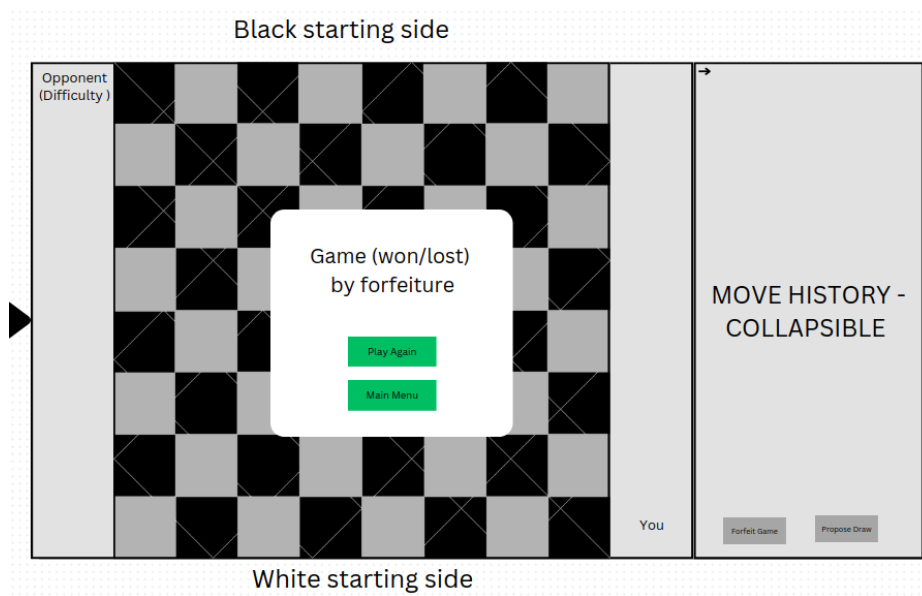 Black starting side
Opponent
(Difficulty )
➔
Game (won/lost)
by forfeiture
Play Again
Main Menu
MOVE HISTORY -
COLLAPSIBLE
You
Forfeit Game
Propose Draw
White starting side